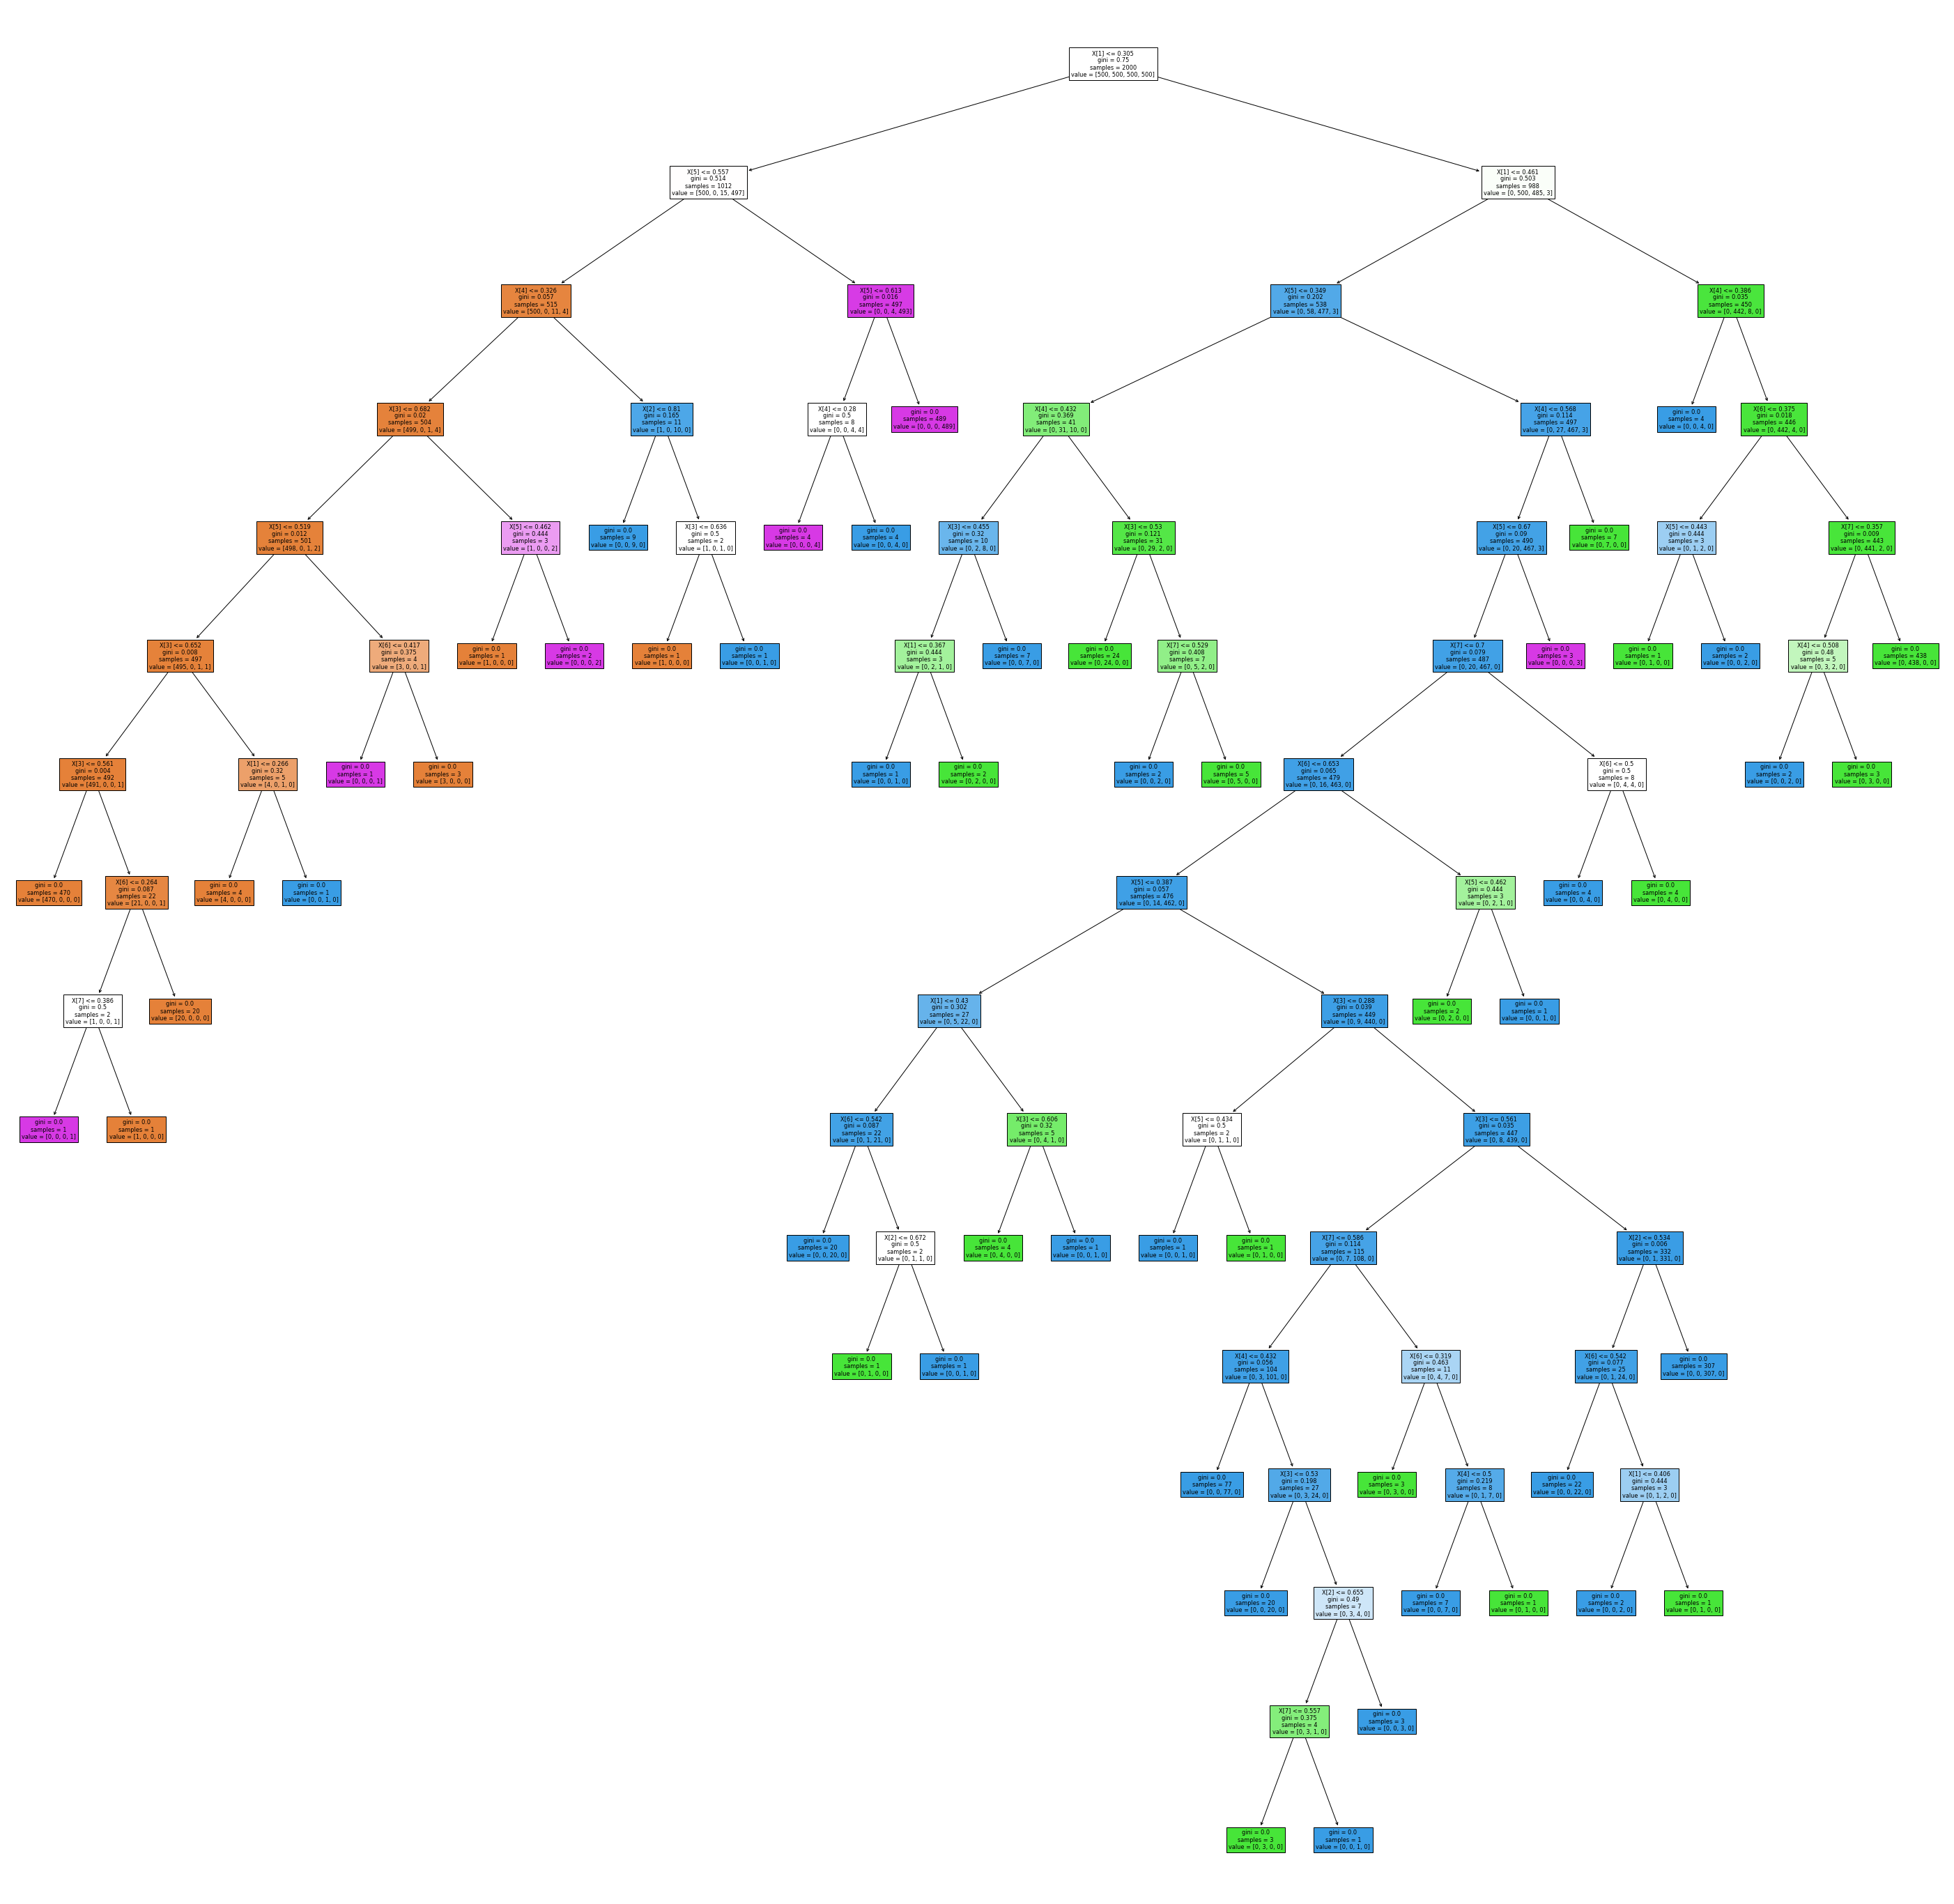 X[1] <= 0.305
gini = 0.75
samples = 2000
value = [500, 500, 500, 500]
X[5] <= 0.557
gini = 0.514
samples = 1012
value = [500, 0, 15, 497]
X[1] <= 0.461
gini = 0.503
samples = 988
value = [0, 500, 485, 3]
X[4] <= 0.326
gini = 0.057
samples = 515
value = [500, 0, 11, 4]
X[5] <= 0.613
gini = 0.016
samples = 497
value = [0, 0, 4, 493]
X[5] <= 0.349
gini = 0.202
samples = 538
value = [0, 58, 477, 3]
X[4] <= 0.386
gini = 0.035
samples = 450
value = [0, 442, 8, 0]
X[3] <= 0.682
gini = 0.02
samples = 504
value = [499, 0, 1, 4]
X[2] <= 0.81
gini = 0.165
samples = 11
value = [1, 0, 10, 0]
X[4] <= 0.28
gini = 0.5
samples = 8
value = [0, 0, 4, 4]
gini = 0.0
samples = 489
value = [0, 0, 0, 489]
X[4] <= 0.432
gini = 0.369
samples = 41
value = [0, 31, 10, 0]
X[4] <= 0.568
gini = 0.114
samples = 497
value = [0, 27, 467, 3]
gini = 0.0
samples = 4
value = [0, 0, 4, 0]
X[6] <= 0.375
gini = 0.018
samples = 446
value = [0, 442, 4, 0]
X[5] <= 0.519
gini = 0.012
samples = 501
value = [498, 0, 1, 2]
X[5] <= 0.462
gini = 0.444
samples = 3
value = [1, 0, 0, 2]
gini = 0.0
samples = 9
value = [0, 0, 9, 0]
X[3] <= 0.636
gini = 0.5
samples = 2
value = [1, 0, 1, 0]
gini = 0.0
samples = 4
value = [0, 0, 0, 4]
gini = 0.0
samples = 4
value = [0, 0, 4, 0]
X[3] <= 0.455
gini = 0.32
samples = 10
value = [0, 2, 8, 0]
X[3] <= 0.53
gini = 0.121
samples = 31
value = [0, 29, 2, 0]
X[5] <= 0.67
gini = 0.09
samples = 490
value = [0, 20, 467, 3]
gini = 0.0
samples = 7
value = [0, 7, 0, 0]
X[5] <= 0.443
gini = 0.444
samples = 3
value = [0, 1, 2, 0]
X[7] <= 0.357
gini = 0.009
samples = 443
value = [0, 441, 2, 0]
X[3] <= 0.652
gini = 0.008
samples = 497
value = [495, 0, 1, 1]
X[6] <= 0.417
gini = 0.375
samples = 4
value = [3, 0, 0, 1]
gini = 0.0
samples = 1
value = [1, 0, 0, 0]
gini = 0.0
samples = 2
value = [0, 0, 0, 2]
gini = 0.0
samples = 1
value = [1, 0, 0, 0]
gini = 0.0
samples = 1
value = [0, 0, 1, 0]
X[1] <= 0.367
gini = 0.444
samples = 3
value = [0, 2, 1, 0]
gini = 0.0
samples = 7
value = [0, 0, 7, 0]
gini = 0.0
samples = 24
value = [0, 24, 0, 0]
X[7] <= 0.529
gini = 0.408
samples = 7
value = [0, 5, 2, 0]
X[7] <= 0.7
gini = 0.079
samples = 487
value = [0, 20, 467, 0]
gini = 0.0
samples = 3
value = [0, 0, 0, 3]
gini = 0.0
samples = 1
value = [0, 1, 0, 0]
gini = 0.0
samples = 2
value = [0, 0, 2, 0]
X[4] <= 0.508
gini = 0.48
samples = 5
value = [0, 3, 2, 0]
gini = 0.0
samples = 438
value = [0, 438, 0, 0]
X[3] <= 0.561
gini = 0.004
samples = 492
value = [491, 0, 0, 1]
X[1] <= 0.266
gini = 0.32
samples = 5
value = [4, 0, 1, 0]
gini = 0.0
samples = 1
value = [0, 0, 0, 1]
gini = 0.0
samples = 3
value = [3, 0, 0, 0]
gini = 0.0
samples = 1
value = [0, 0, 1, 0]
gini = 0.0
samples = 2
value = [0, 2, 0, 0]
gini = 0.0
samples = 2
value = [0, 0, 2, 0]
gini = 0.0
samples = 5
value = [0, 5, 0, 0]
X[6] <= 0.653
gini = 0.065
samples = 479
value = [0, 16, 463, 0]
X[6] <= 0.5
gini = 0.5
samples = 8
value = [0, 4, 4, 0]
gini = 0.0
samples = 2
value = [0, 0, 2, 0]
gini = 0.0
samples = 3
value = [0, 3, 0, 0]
gini = 0.0
samples = 470
value = [470, 0, 0, 0]
X[6] <= 0.264
gini = 0.087
samples = 22
value = [21, 0, 0, 1]
gini = 0.0
samples = 4
value = [4, 0, 0, 0]
gini = 0.0
samples = 1
value = [0, 0, 1, 0]
X[5] <= 0.387
gini = 0.057
samples = 476
value = [0, 14, 462, 0]
X[5] <= 0.462
gini = 0.444
samples = 3
value = [0, 2, 1, 0]
gini = 0.0
samples = 4
value = [0, 0, 4, 0]
gini = 0.0
samples = 4
value = [0, 4, 0, 0]
X[7] <= 0.386
gini = 0.5
samples = 2
value = [1, 0, 0, 1]
gini = 0.0
samples = 20
value = [20, 0, 0, 0]
X[1] <= 0.43
gini = 0.302
samples = 27
value = [0, 5, 22, 0]
X[3] <= 0.288
gini = 0.039
samples = 449
value = [0, 9, 440, 0]
gini = 0.0
samples = 2
value = [0, 2, 0, 0]
gini = 0.0
samples = 1
value = [0, 0, 1, 0]
gini = 0.0
samples = 1
value = [0, 0, 0, 1]
gini = 0.0
samples = 1
value = [1, 0, 0, 0]
X[6] <= 0.542
gini = 0.087
samples = 22
value = [0, 1, 21, 0]
X[3] <= 0.606
gini = 0.32
samples = 5
value = [0, 4, 1, 0]
X[5] <= 0.434
gini = 0.5
samples = 2
value = [0, 1, 1, 0]
X[3] <= 0.561
gini = 0.035
samples = 447
value = [0, 8, 439, 0]
gini = 0.0
samples = 20
value = [0, 0, 20, 0]
X[2] <= 0.672
gini = 0.5
samples = 2
value = [0, 1, 1, 0]
gini = 0.0
samples = 4
value = [0, 4, 0, 0]
gini = 0.0
samples = 1
value = [0, 0, 1, 0]
gini = 0.0
samples = 1
value = [0, 0, 1, 0]
gini = 0.0
samples = 1
value = [0, 1, 0, 0]
X[7] <= 0.586
gini = 0.114
samples = 115
value = [0, 7, 108, 0]
X[2] <= 0.534
gini = 0.006
samples = 332
value = [0, 1, 331, 0]
gini = 0.0
samples = 1
value = [0, 1, 0, 0]
gini = 0.0
samples = 1
value = [0, 0, 1, 0]
X[4] <= 0.432
gini = 0.056
samples = 104
value = [0, 3, 101, 0]
X[6] <= 0.319
gini = 0.463
samples = 11
value = [0, 4, 7, 0]
X[6] <= 0.542
gini = 0.077
samples = 25
value = [0, 1, 24, 0]
gini = 0.0
samples = 307
value = [0, 0, 307, 0]
gini = 0.0
samples = 77
value = [0, 0, 77, 0]
X[3] <= 0.53
gini = 0.198
samples = 27
value = [0, 3, 24, 0]
gini = 0.0
samples = 3
value = [0, 3, 0, 0]
X[4] <= 0.5
gini = 0.219
samples = 8
value = [0, 1, 7, 0]
gini = 0.0
samples = 22
value = [0, 0, 22, 0]
X[1] <= 0.406
gini = 0.444
samples = 3
value = [0, 1, 2, 0]
gini = 0.0
samples = 20
value = [0, 0, 20, 0]
X[2] <= 0.655
gini = 0.49
samples = 7
value = [0, 3, 4, 0]
gini = 0.0
samples = 7
value = [0, 0, 7, 0]
gini = 0.0
samples = 1
value = [0, 1, 0, 0]
gini = 0.0
samples = 2
value = [0, 0, 2, 0]
gini = 0.0
samples = 1
value = [0, 1, 0, 0]
X[7] <= 0.557
gini = 0.375
samples = 4
value = [0, 3, 1, 0]
gini = 0.0
samples = 3
value = [0, 0, 3, 0]
gini = 0.0
samples = 3
value = [0, 3, 0, 0]
gini = 0.0
samples = 1
value = [0, 0, 1, 0]